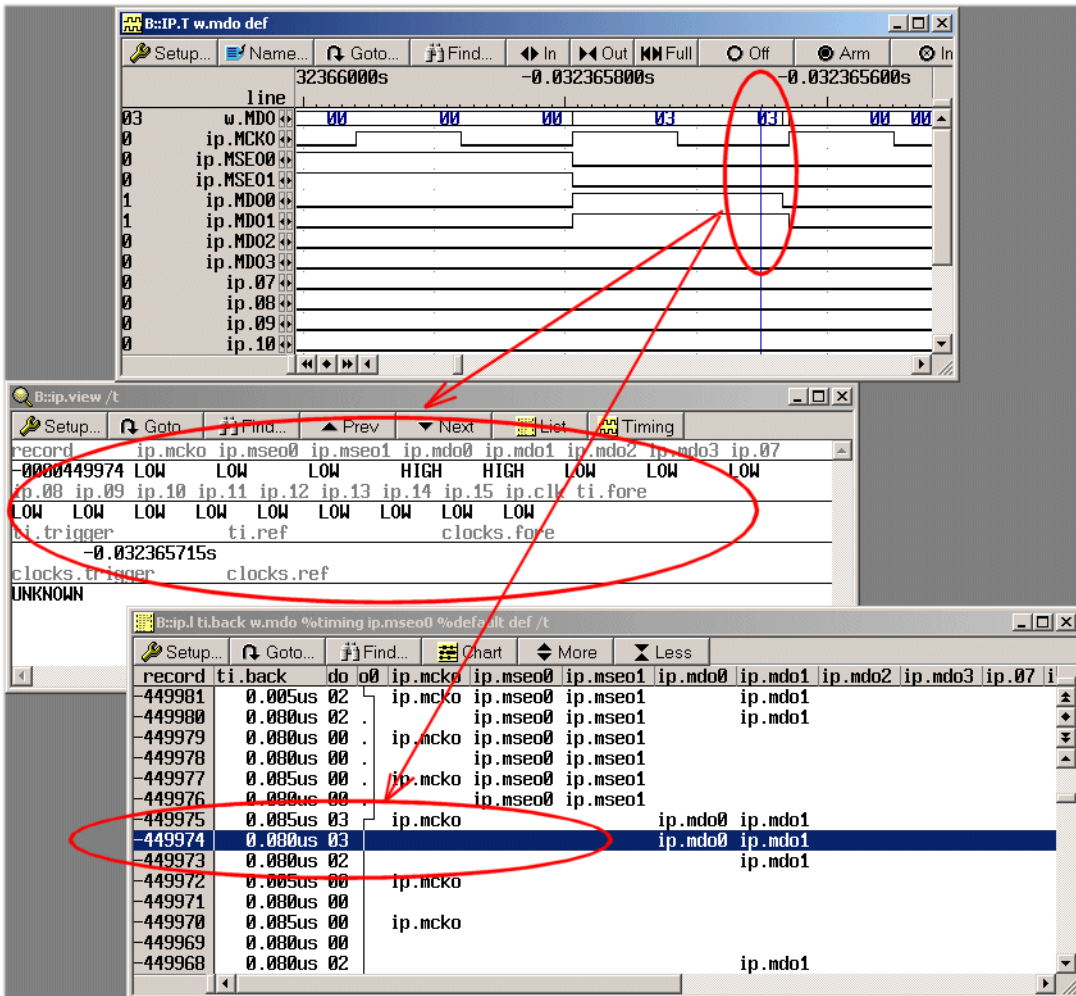 B::IP.T w.mdo def
Setup... Name... Goto... Find... In Out Full Off Arm In
32366000s -0.032365800s -0.032365600s
line
03 w.MDO 00 00 00 03 03 00 00
0 ip.MCKO
0 ip.MSEO0
0 ip.MSEO1
1 ip.MDO0
1 ip.MDO1
0 ip.MDO2
0 ip.MDO3
0 ip.07
0 ip.08
0 ip.09
0 ip.10
B::ip.view /t
Setup... Goto... Find... Prev Next List Timing
record ip.mcko ip.mseo0 ip.mseo1 ip.mdo0 ip.mdo1 ip.mdo2 ip.mdo3 ip.07
-0000449974 LOW LOW LOW HIGH HIGH LOW LOW LOW
ip.08 ip.09 ip.10 ip.11 ip.12 ip.13 ip.14 ip.15 ip.clk ti.fore
LOW LOW LOW LOW LOW LOW LOW LOW LOW
ti.trigger ti.ref clocks.fore
-0.032365715s
clocks.trigger clocks.ref
UNKNOWN
B::ip.l ti.back w.mdo %timing ip.mseo0 %default def /t
Setup... Goto... Find... Chart More Less
record ti.back do o0 ip.mcko ip.mseo0 ip.mseo1 ip.mdo0 ip.mdo1 ip.mdo2 ip.mdo3 ip.07 i
-449981 0.005us 02 ip.mcko ip.mseo0 ip.mseo1 ip.mdo1
-449980 0.080us 02 . ip.mseo0 ip.mseo1 ip.mdo1
-449979 0.080us 00 . ip.mcko ip.mseo0 ip.mseo1
-449978 0.080us 00 . ip.mseo0 ip.mseo1
-449977 0.085us 00 . ip.mcko ip.mseo0 ip.mseo1
-449976 0.080us 00 . ip.mseo0 ip.mseo1
-449975 0.085us 03 ip.mcko ip.mdo0 ip.mdo1
-449974 0.080us 03 ip.mdo0 ip.mdo1
-449973 0.080us 02 ip.mdo1
-449972 0.005us 00 ip.mcko
-449971 0.080us 00
-449970 0.085us 00 ip.mcko
-449969 0.080us 00
-449968 0.080us 02 ip.mdo1